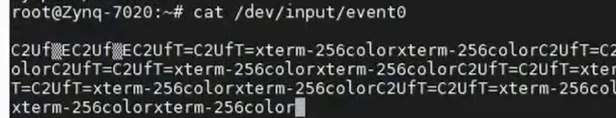 root@Zynq-7020:~# cat /dev/input/event0
C2Uf▒EC2Uf▒EC2UfT=C2UfT=xterm-256colorxterm-256colorC2UfT=C2
olorC2UfT=C2UfT=xterm-256colorxterm-256colorC2UfT=C2UfT=xter
T=C2UfT=xterm-256colorxterm-256colorC2UfT=C2UfT=xterm-256col
xterm-256colorxterm-256color